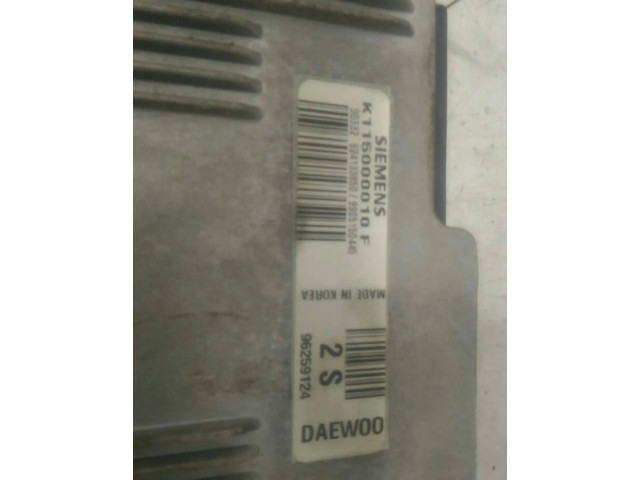 SIEMENS
K115000010 F
MADE IN KOREA
2 S
96259124
DAEWOO